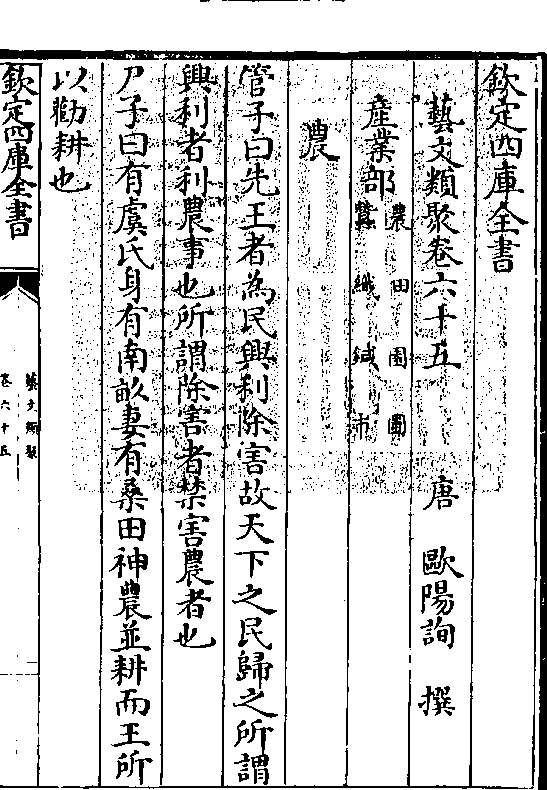 欽定四庫全書
藝文類聚卷六十五 唐 歐陽詢 撰
產業部 農 田 園 圃
蠶 織 鍼 市
農
管子曰先王者為民興利除害故天下之民歸之所謂
興利者利農事也所謂除害者禁害農者也
尸子曰有虞氏身有南畝妻有桑田神農並耕而王所
以勸耕也
欽定四庫全書
藝文類聚
卷六十五